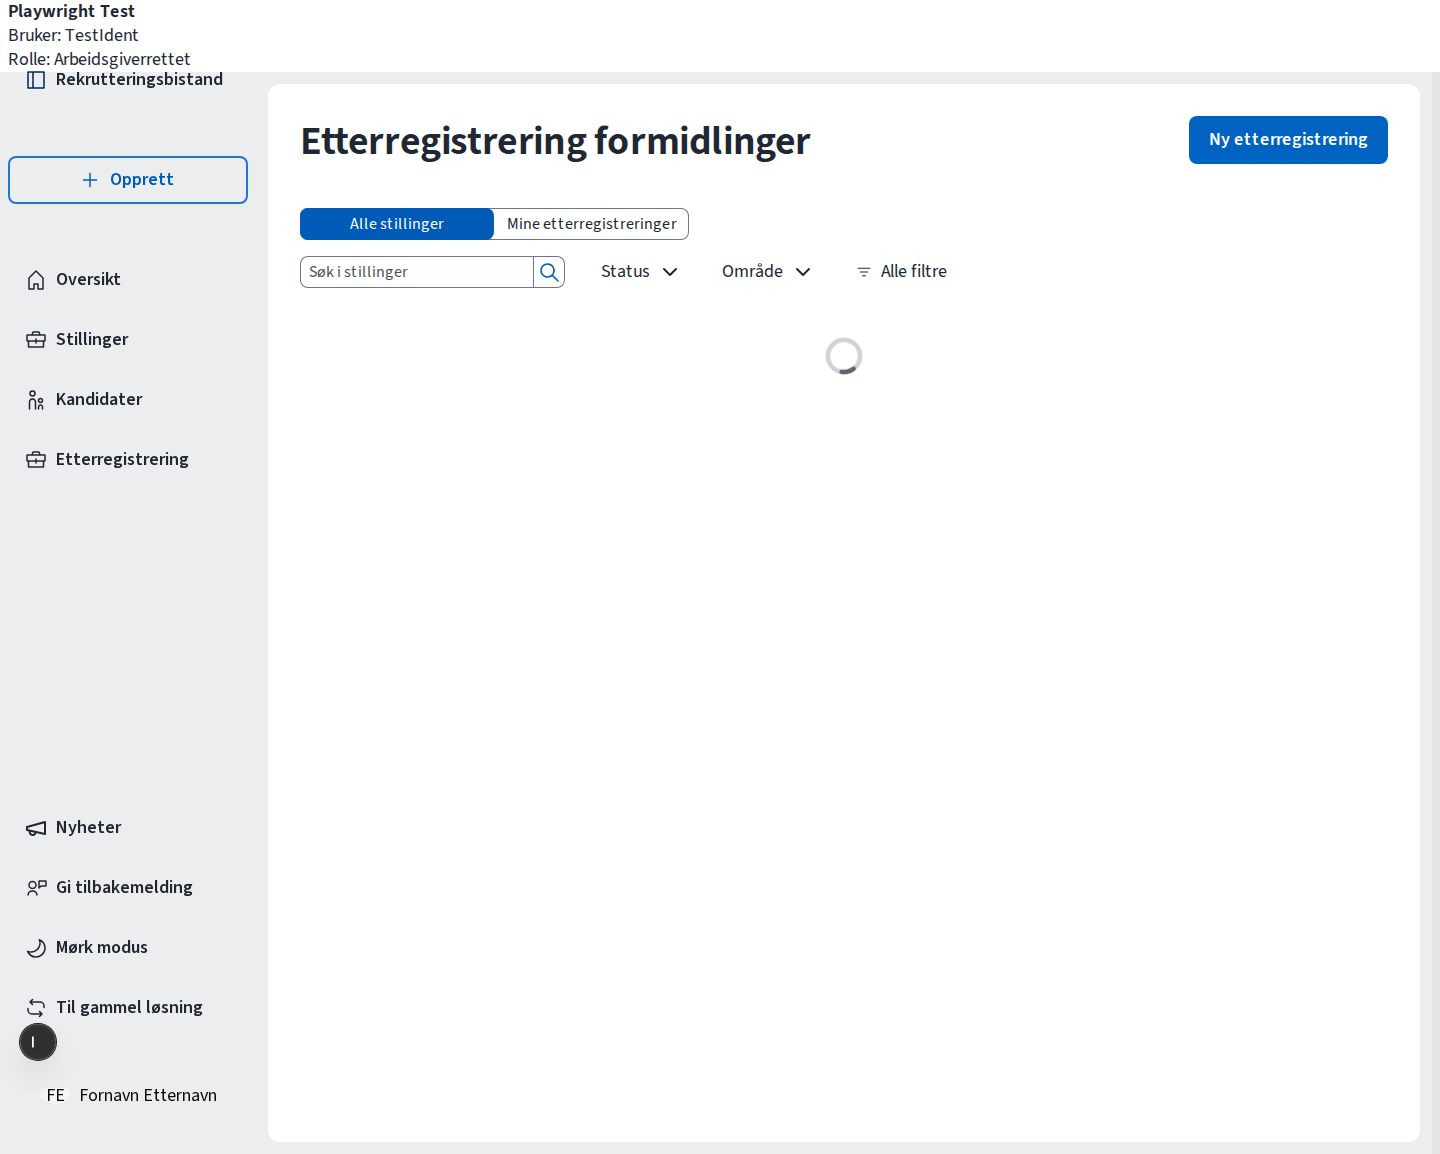 Playwright Test
Bruker: TestIdent
Rolle: Arbeidsgiverrettet
Rekrutteringsbistand
Opprett
Oversikt
Stillinger
Kandidater
Etterregistrering
Nyheter
Gi tilbakemelding
Mørk modus
Til gammel løsning
FE Fornavn Etternavn
Etterregistrering formidlinger
Ny etterregistrering
Alle stillinger Mine etterregistreringer
Søk i stillinger Status Område Alle filtre